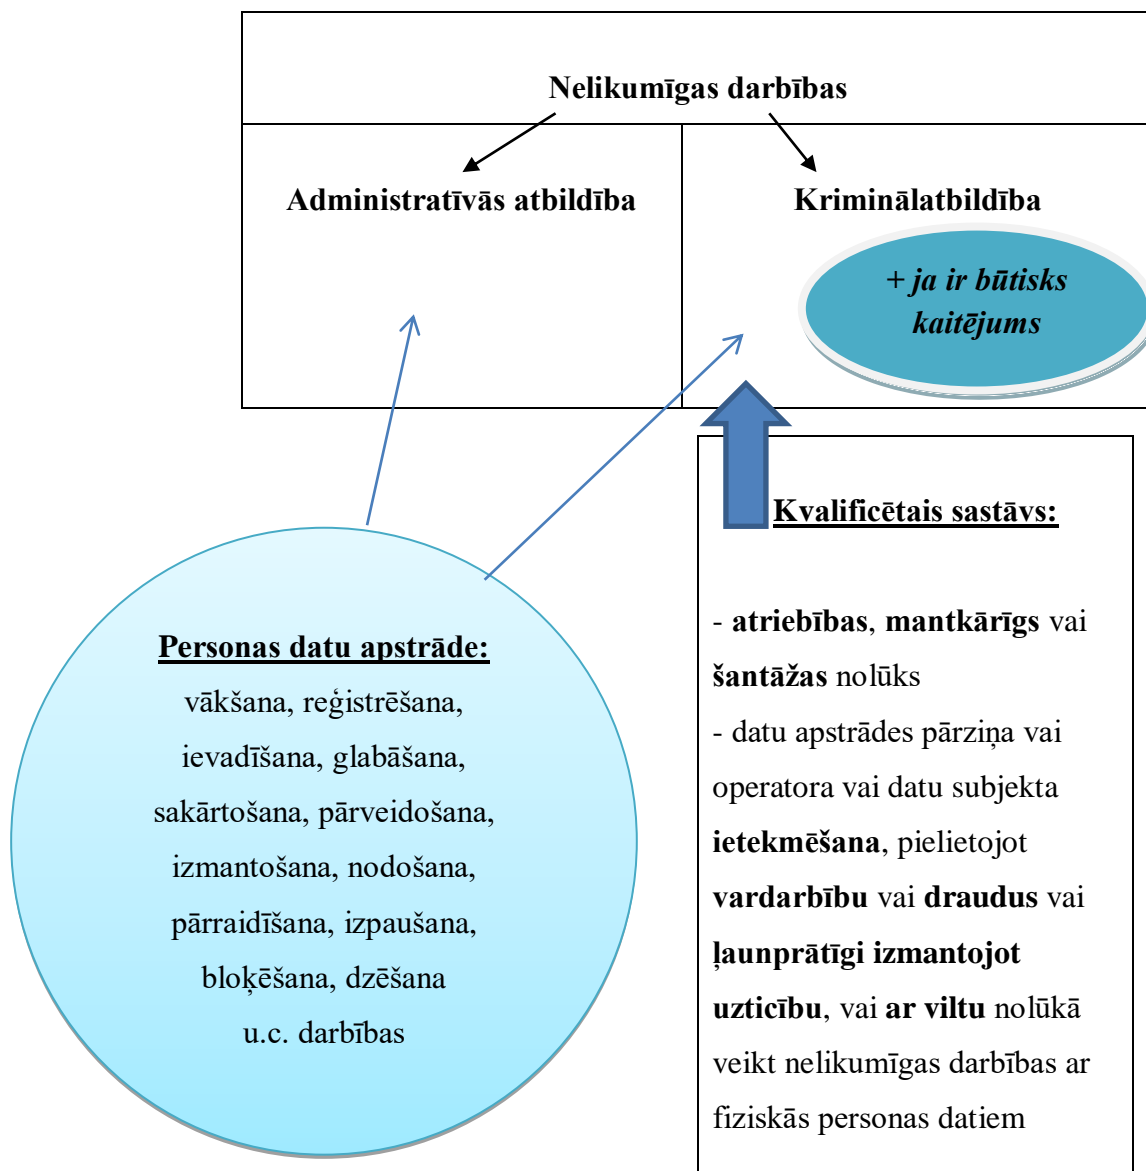 Nelikumīgas darbības
Administratīvās atbildība
Kriminālatbildība
+ ja ir būtisks
kaitējums
Personas datu apstrāde:
vākšana, reģistrēšana,
ievadīšana, glabāšana,
sakārtošana, pārveidošana,
izmantošana, nodošana,
pārraidīšana, izpaušana,
bloķēšana, dzēšana
u.c. darbības
Kvalificētais sastāvs:
- atriebības, mantkārīgs vai
šantāžas nolūks
- datu apstrādes pārziņa vai
operatora vai datu subjekta
ietekmēšana, pielietojot
vardarbību vai draudus vai
ļaunprātīgi izmantojot
uzticību, vai ar viltu nolūkā
veikt nelikumīgas darbības ar
fiziskās personas datiem